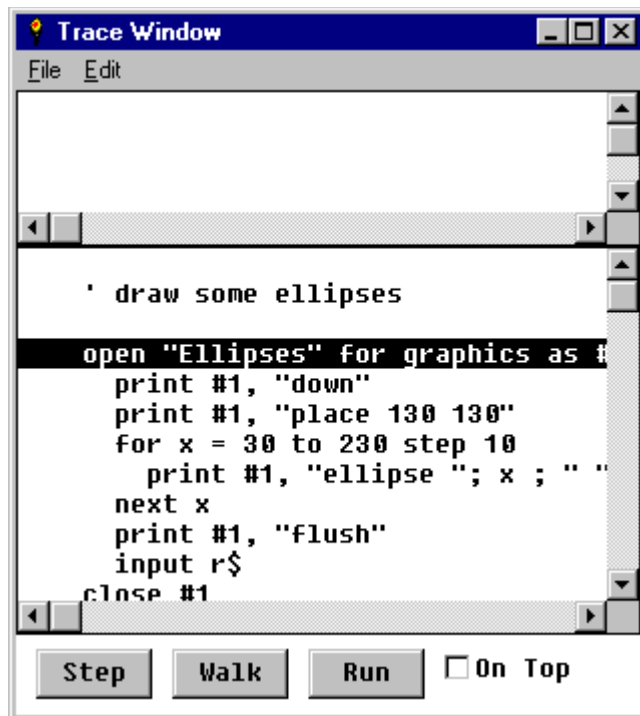 Trace Window
File Edit
' draw some ellipses
open "Ellipses" for graphics as #
print #1, "down"
print #1, "place 130 130"
for x = 30 to 230 step 10
print #1, "ellipse "; x ; " "
next x
print #1, "flush"
input r$
close #1
Step Walk Run On Top